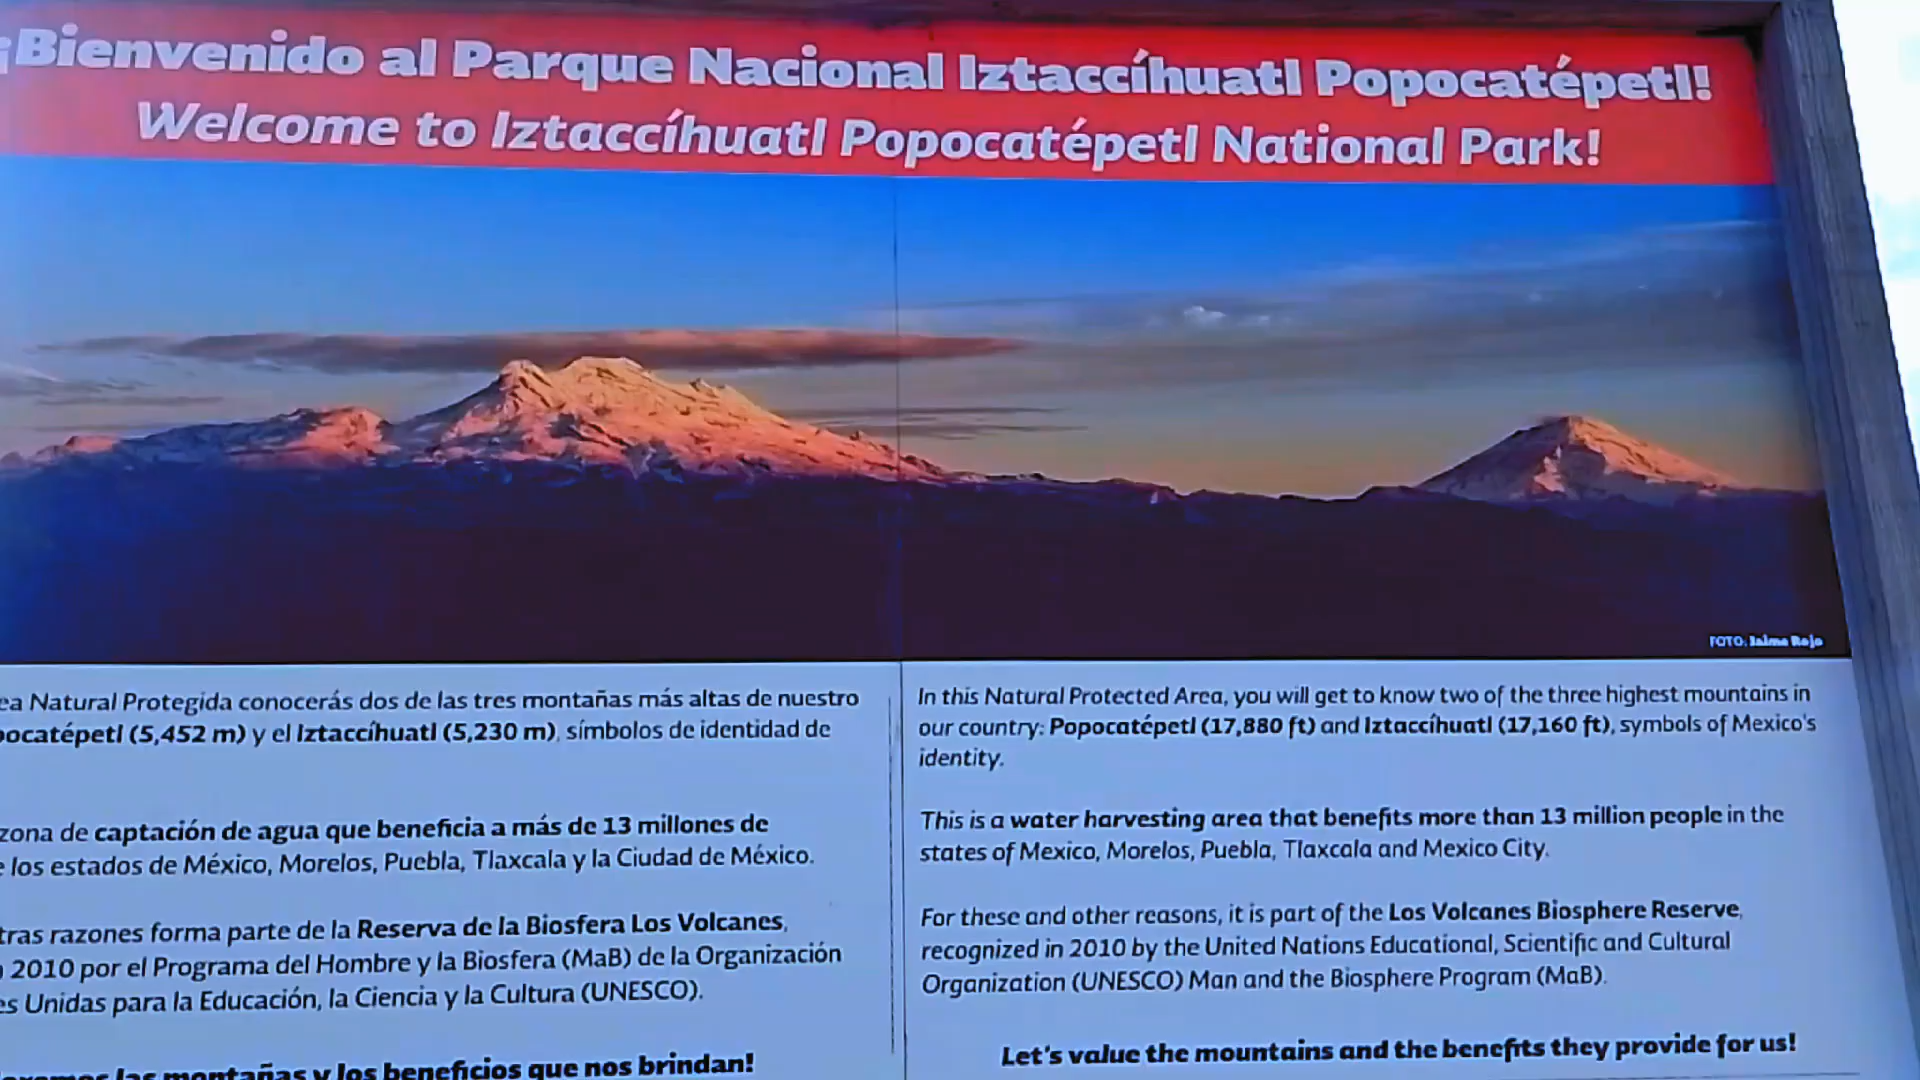 ¡Bienvenido al Parque Nacional Iztaccíhuatl Popocatépetl!
Welcome to Iztaccíhuatl Popocatépetl National Park!
FOTO: Jaime Rojo
Natural Protegida conocerás dos de las tres montañas más altas de nuestro
(5,452 m) y el Iztaccíhuatl (5,230 m), símbolos de identidad de
zona de captación de agua que beneficia a más de 13 millones de
los estados de México, Morelos, Puebla, Tlaxcala y la Ciudad de México.
razones forma parte de la Reserva de la Biosfera Los Volcanes,
2010 por el Programa del Hombre y la Biosfera (MaB) de la Organización
Unidas para la Educación, la Ciencia y la Cultura (UNESCO).
las montañas y los beneficios que nos brindan!
In this Natural Protected Area, you will get to know two of the three highest mountains in
our country: Popocatépetl (17,880 ft) and Iztaccíhuatl (17,160 ft), symbols of Mexico's
identity.
This is a water harvesting area that benefits more than 13 million people in the
states of Mexico, Morelos, Puebla, Tlaxcala and Mexico City.
For these and other reasons, it is part of the Los Volcanes Biosphere Reserve,
recognized in 2010 by the United Nations Educational, Scientific and Cultural
Organization (UNESCO) Man and the Biosphere Program (MaB).
Let's value the mountains and the benefits they provide for us!